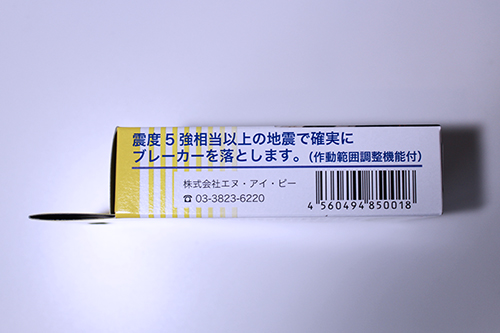 震度5強相当以上の地震で確実に
ブレーカーを落とします。(作動範囲調整機能付)
株式会社エヌ・アイ・ピー
☎ 03-3823-6220
4 560494 850018